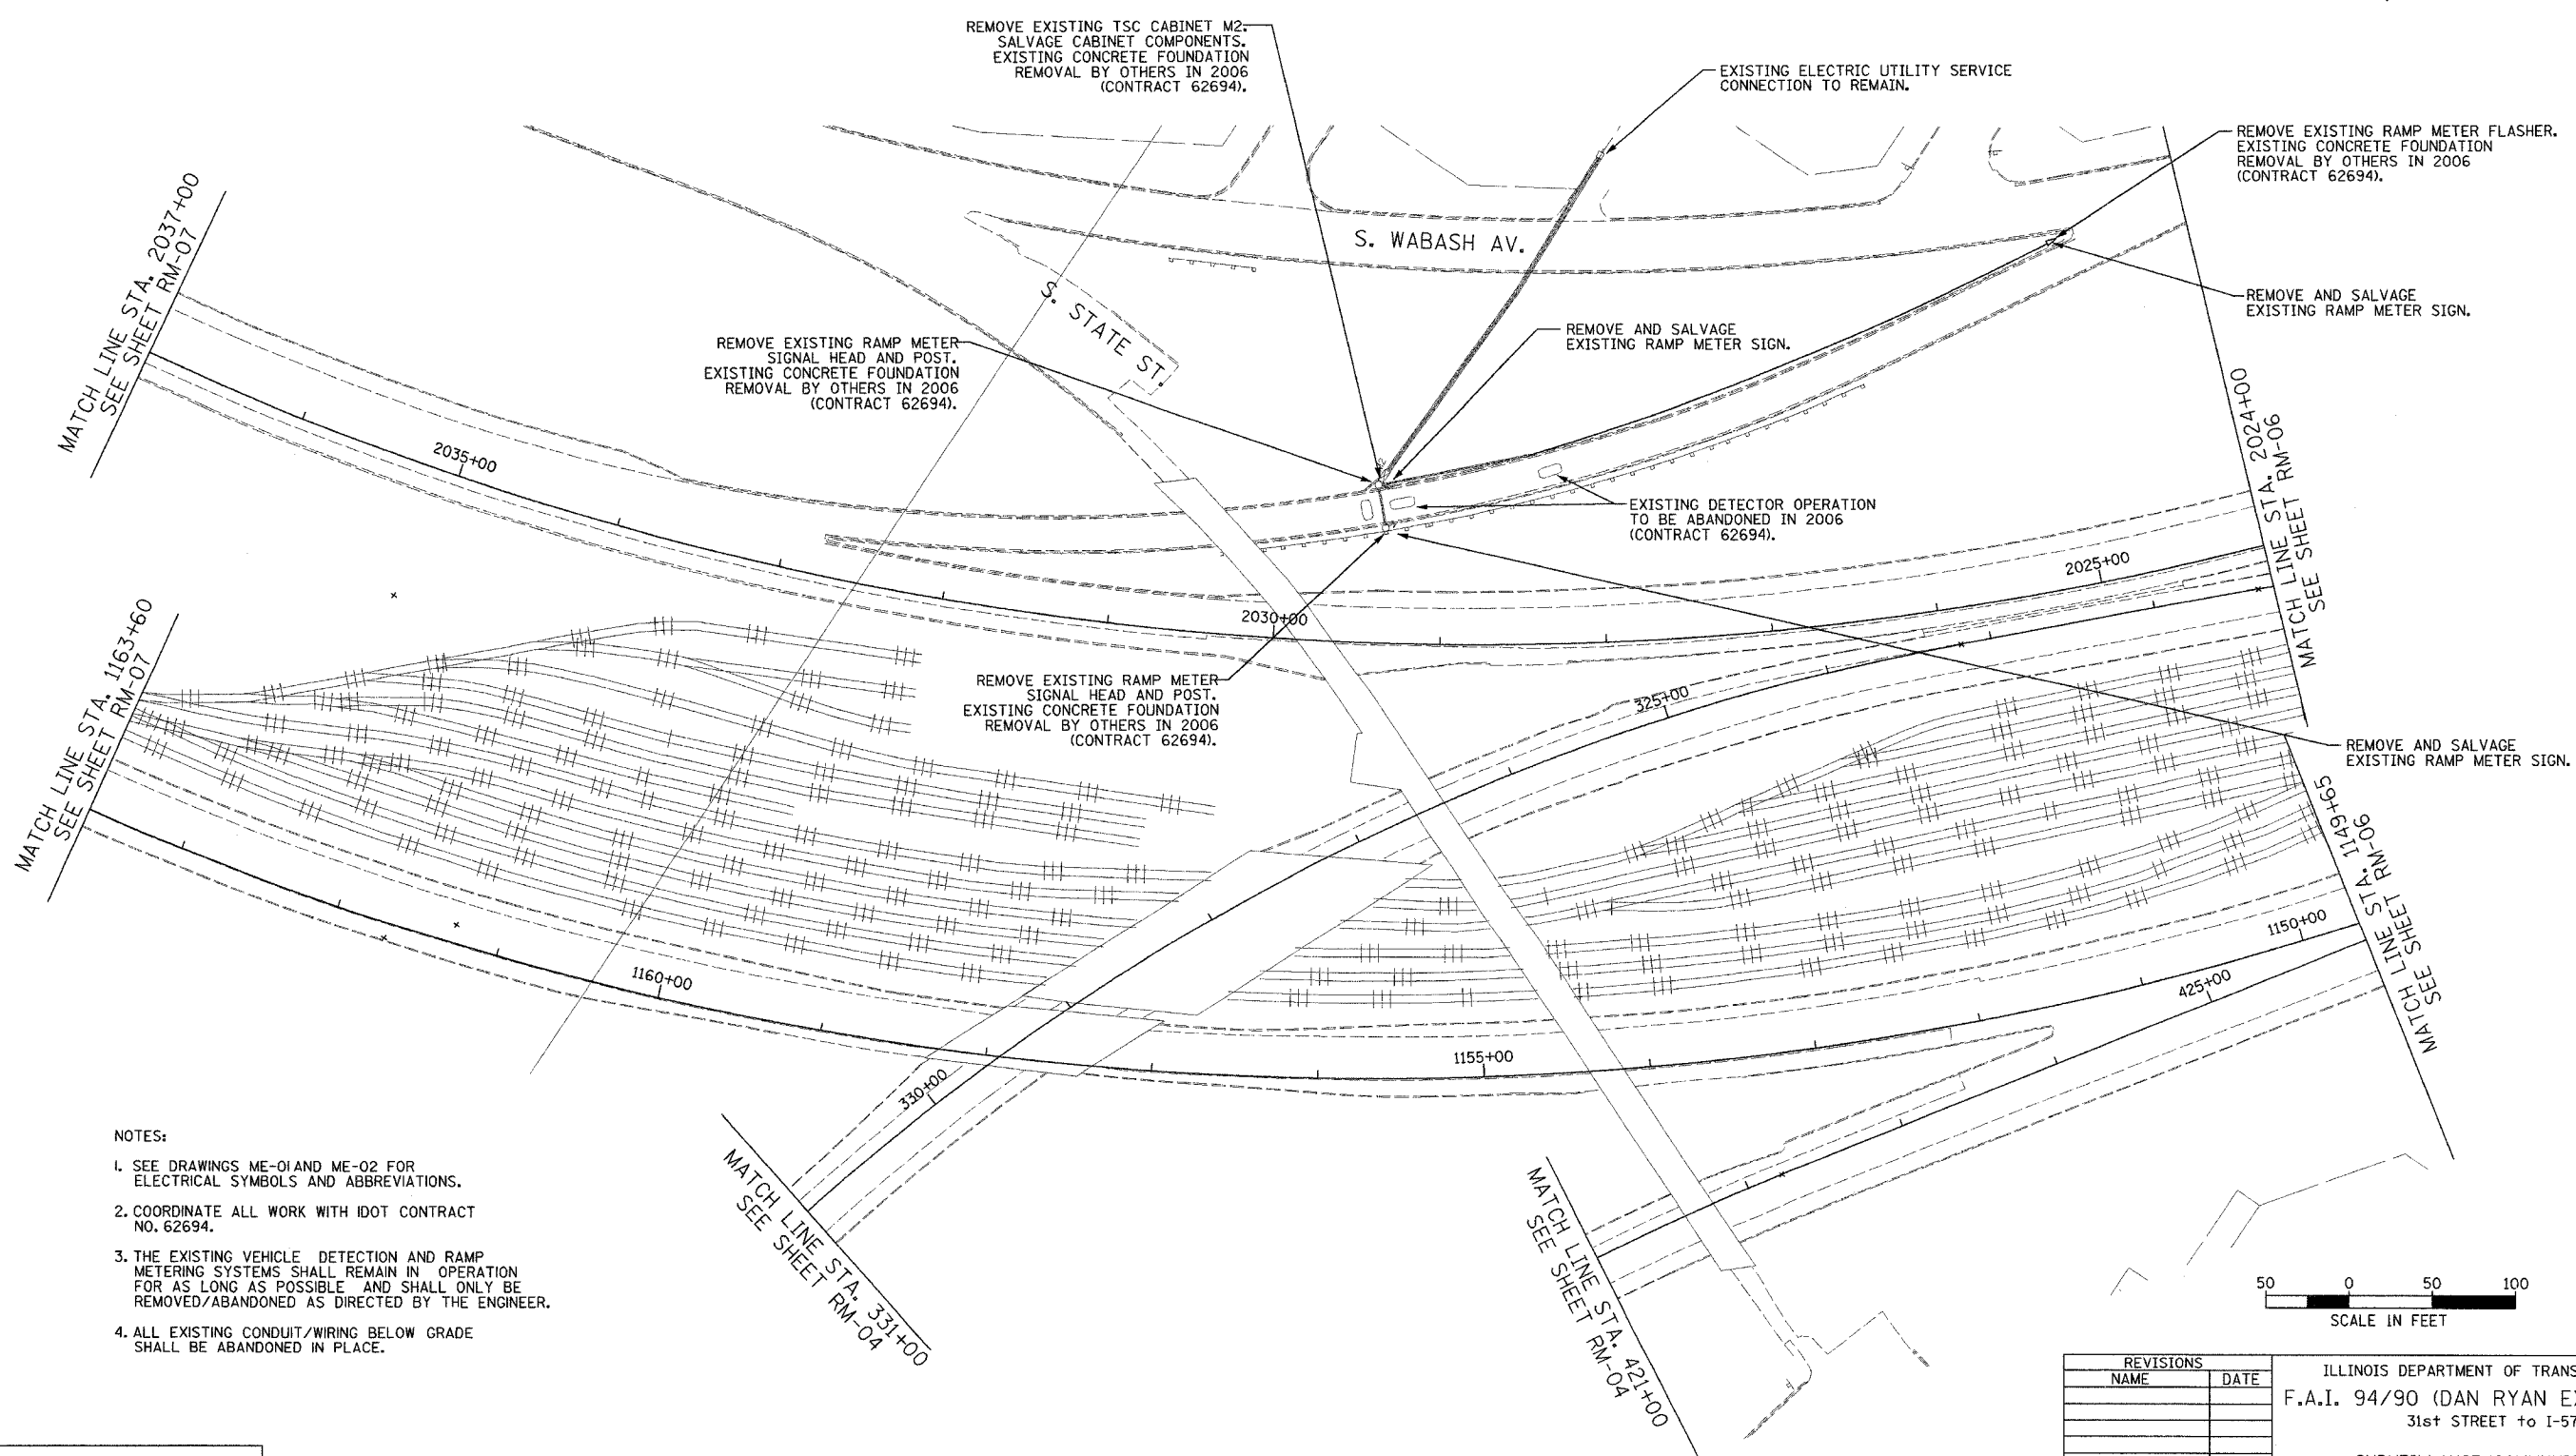 REMOVE EXISTING TSC CABINET M2.
SALVAGE CABINET COMPONENTS.
EXISTING CONCRETE FOUNDATION
REMOVAL BY OTHERS IN 2006
(CONTRACT 62694).
EXISTING ELECTRIC UTILITY SERVICE
CONNECTION TO REMAIN.
REMOVE EXISTING RAMP METER FLASHER.
EXISTING CONCRETE FOUNDATION
REMOVAL BY OTHERS IN 2006
(CONTRACT 62694).
MATCH LINE STA. 2037+00
SEE SHEET RM-07
S. WABASH AV.
S. STATE ST.
REMOVE AND SALVAGE
EXISTING RAMP METER SIGN.
REMOVE AND SALVAGE
EXISTING RAMP METER SIGN.
REMOVE EXISTING RAMP METER
SIGNAL HEAD AND POST.
EXISTING CONCRETE FOUNDATION
REMOVAL BY OTHERS IN 2006
(CONTRACT 62694).
2035+00
EXISTING DETECTOR OPERATION
TO BE ABANDONED IN 2006
(CONTRACT 62694).
MATCH LINE STA. 2024+00
SEE SHEET RM-06
2025+00
2030+00
MATCH LINE STA. 1163+60
SEE SHEET RM-07
REMOVE EXISTING RAMP METER
SIGNAL HEAD AND POST.
EXISTING CONCRETE FOUNDATION
REMOVAL BY OTHERS IN 2006
(CONTRACT 62694).
325+00
REMOVE AND SALVAGE
EXISTING RAMP METER SIGN.
MATCH LINE STA. 1149+65
SEE SHEET RM-06
1150+00
425+00
1160+00
1155+00
330+00
MATCH LINE STA. 331+00
SEE SHEET RM-04
MATCH LINE STA. 421+00
SEE SHEET RM-04
NOTES:
1. SEE DRAWINGS ME-01 AND ME-02 FOR
ELECTRICAL SYMBOLS AND ABBREVIATIONS.
2. COORDINATE ALL WORK WITH IDOT CONTRACT
NO. 62694.
3. THE EXISTING VEHICLE DETECTION AND RAMP
METERING SYSTEMS SHALL REMAIN IN OPERATION
FOR AS LONG AS POSSIBLE AND SHALL ONLY BE
REMOVED/ABANDONED AS DIRECTED BY THE ENGINEER.
4. ALL EXISTING CONDUIT/WIRING BELOW GRADE
SHALL BE ABANDONED IN PLACE.
50 0 50 100
SCALE IN FEET
REVISIONS
NAME DATE
ILLINOIS DEPARTMENT OF TRANS
F.A.I. 94/90 (DAN RYAN E
31st STREET to I-57